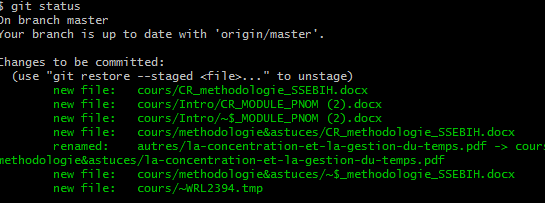 $ git status
On branch master
Your branch is up to date with 'origin/master'.
Changes to be committed:
(use "git restore --staged <file>..." to unstage)
new file:   cours/CR_methodologie_SSEBIH.docx
new file:   cours/Intro/CR_MODULE_PNOM (2).docx
new file:   cours/Intro/~$_MODULE_PNOM (2).docx
new file:   cours/methodologie&astuces/CR_methodologie_SSEBIH.docx
renamed:    autres/la-concentration-et-la-gestion-du-temps.pdf -> cours
methodologie&astuces/la-concentration-et-la-gestion-du-temps.pdf
new file:   cours/methodologie&astuces/~$_methodologie_SSEBIH.docx
new file:   cours/~WRL2394.tmp